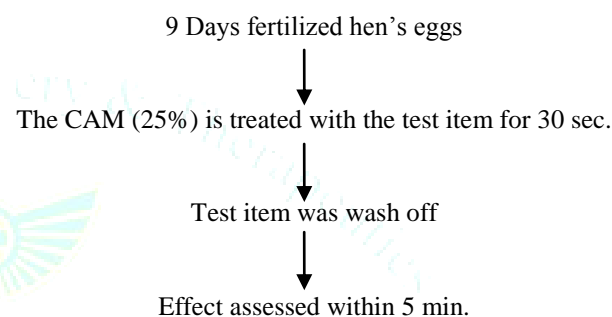 9 Days fertilized hen's eggs
The CAM (25%) is treated with the test item for 30 sec.
Test item was wash off
Effect assessed within 5 min.